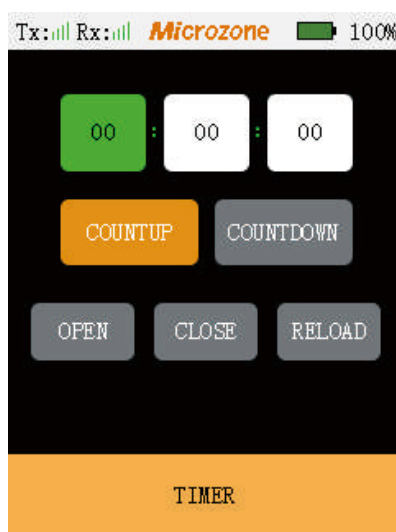 Tx: Rx: Microzone 100%
00 : 00 : 00
COUNTUP COUNTDOWN
OPEN CLOSE RELOAD
TIMER